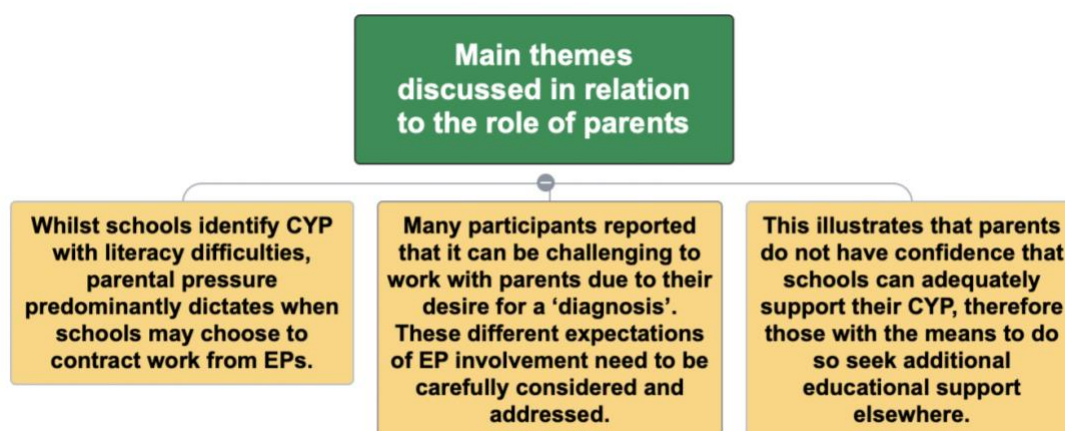 Main themes
discussed in relation
to the role of parents
Whilst schools identify CYP
with literacy difficulties,
parental pressure
predominantly dictates when
schools may choose to
contract work from EPs.
Many participants reported
that it can be challenging to
work with parents due to their
desire for a ‘diagnosis’.
These different expectations
of EP involvement need to be
carefully considered and
addressed.
This illustrates that parents
do not have confidence that
schools can adequately
support their CYP, therefore
those with the means to do
so seek additional
educational support
elsewhere.